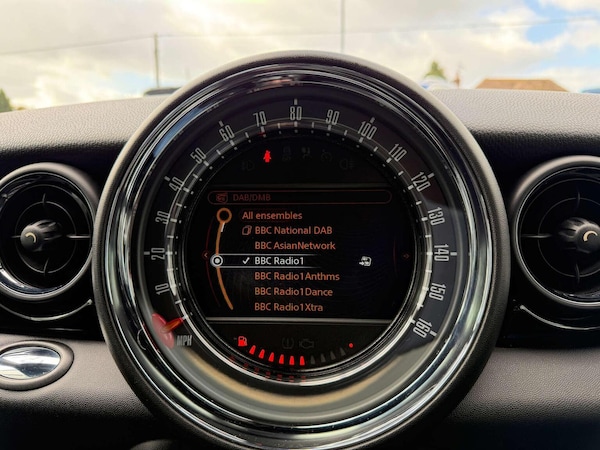 10
20
30
40
50
60
70
80
90
100
110
120
130
140
150
160
MPH
DAB/DMB
All ensembles
BBC National DAB
BBC AsianNetwork
BBC Radio1
BBC Radio1Anthms
BBC Radio1Dance
BBC Radio1Xtra